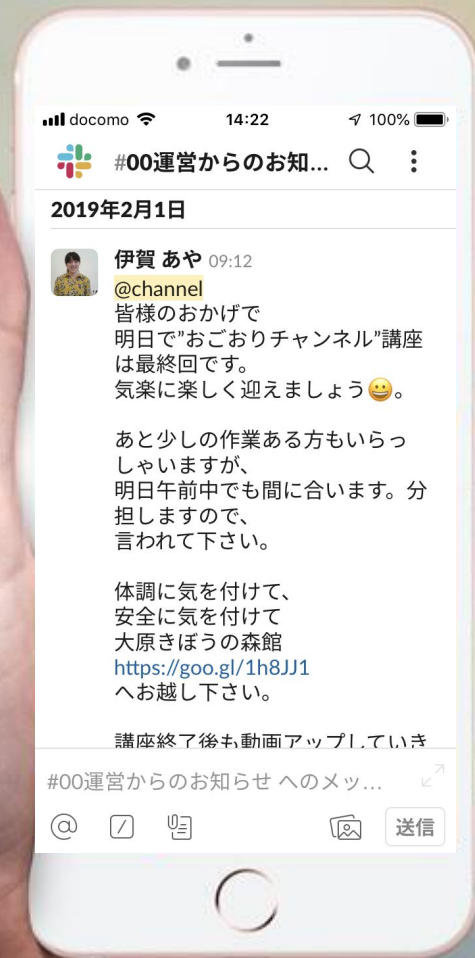 docomo 14:22 100%
#00運営からのお知...
2019年2月1日
伊賀 あや 09:12
@channel
皆様のおかげで
明日で”おごおりチャンネル”講座
は最終回です。
気楽に楽しく迎えましょう😀。
あと少しの作業ある方もいらっ
しゃいますが、
明日午前中でも間に合います。分
担しますので、
言われて下さい。
体調に気を付けて、
安全に気を付けて
大原きぼうの森館
https://goo.gl/1h8JJ1
へお越し下さい。
講座終了後も動画アップしていき
#00運営からのお知らせ へのメッ...
@
送信